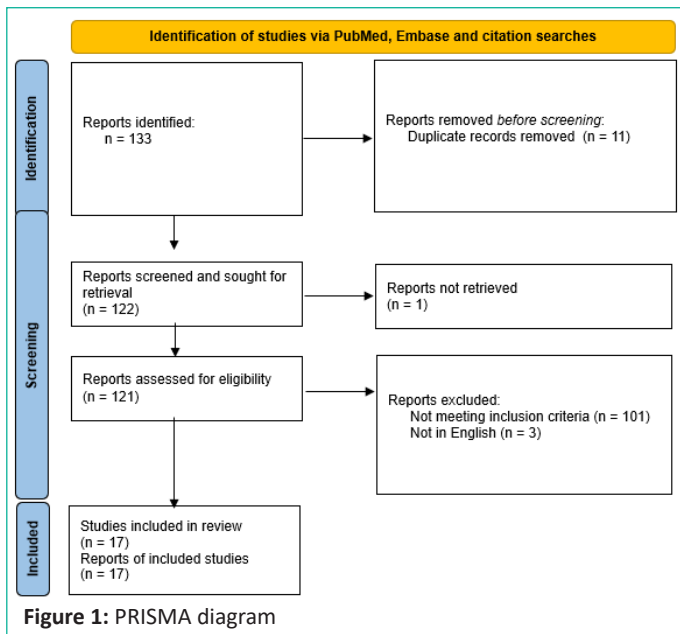 Identification of studies via PubMed, Embase and citation searches
Identification
Reports identified:
n = 133
Reports removed before screening:
Duplicate records removed (n = 11)
Screening
Reports screened and sought for
retrieval
(n = 122)
Reports not retrieved
(n = 1)
Reports assessed for eligibility
(n = 121)
Reports excluded:
Not meeting inclusion criteria (n = 101)
Not in English (n = 3)
Included
Studies included in review
(n = 17)
Reports of included studies
(n = 17)
Figure 1: PRISMA diagram